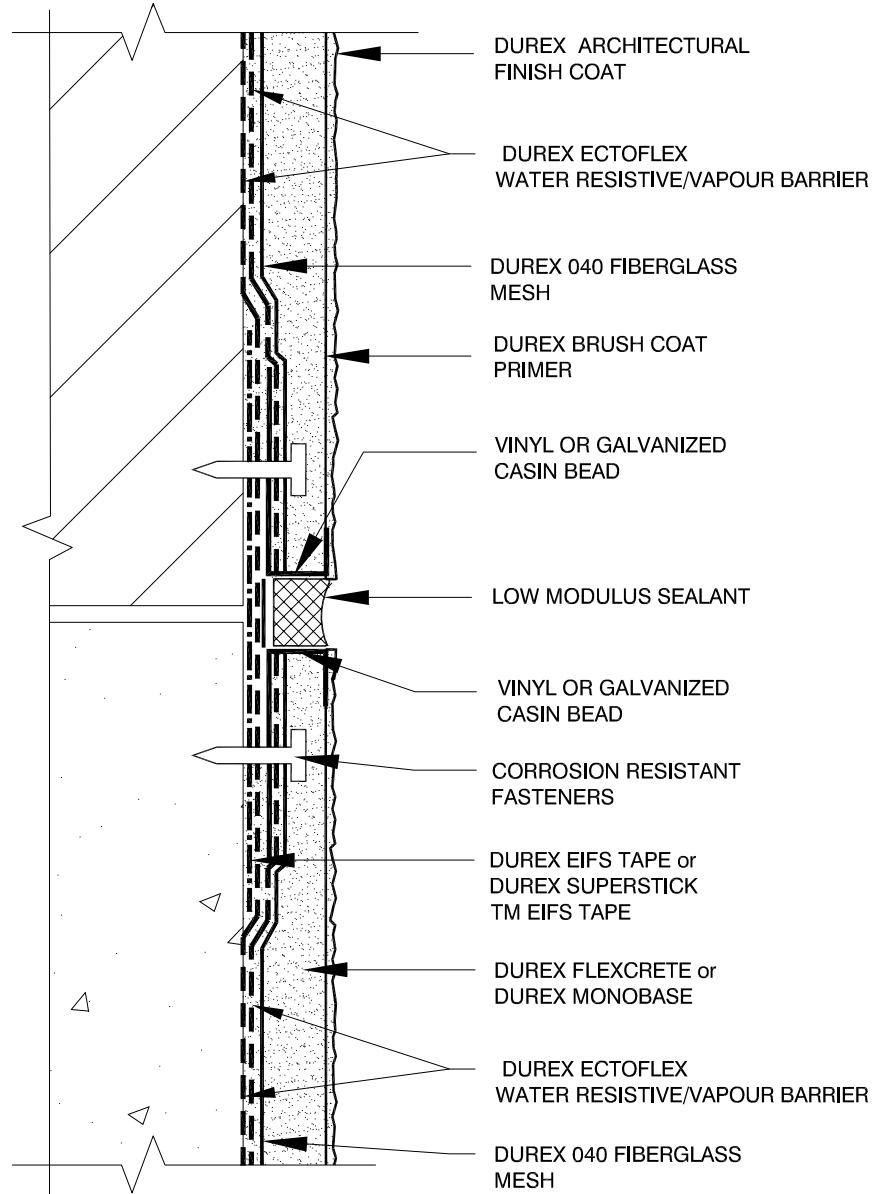 DUREX ARCHITECTURAL
FINISH COAT
DUREX ECTOFLEX
WATER RESISTIVE/VAPOUR BARRIER
DUREX 040 FIBERGLASS
MESH
DUREX BRUSH COAT
PRIMER
VINYL OR GALVANIZED
CASIN BEAD
LOW MODULUS SEALANT
VINYL OR GALVANIZED
CASIN BEAD
CORROSION RESISTANT
FASTENERS
DUREX EIFS TAPE or
DUREX SUPERSTICK
TM EIFS TAPE
DUREX FLEXCRETE or
DUREX MONOBASE
DUREX ECTOFLEX
WATER RESISTIVE/VAPOUR BARRIER
DUREX 040 FIBERGLASS
MESH